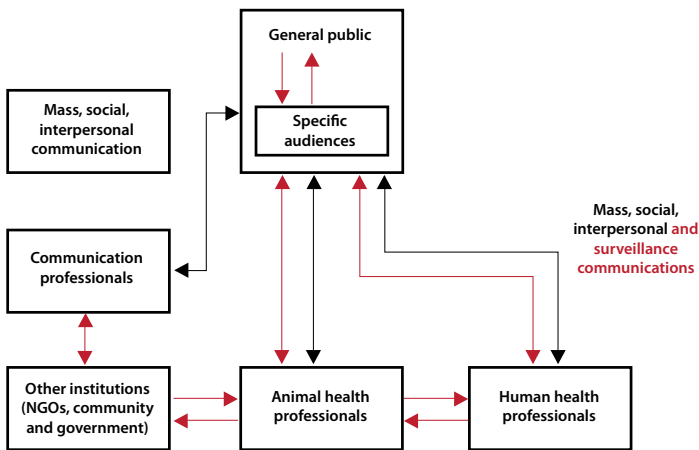 General public
Specific
audiences
Mass, social,
interpersonal
communication
Mass, social,
interpersonal and
surveillance
communications
Communication
professionals
Other institutions
(NGOs, community
and government)
Animal health
professionals
Human health
professionals